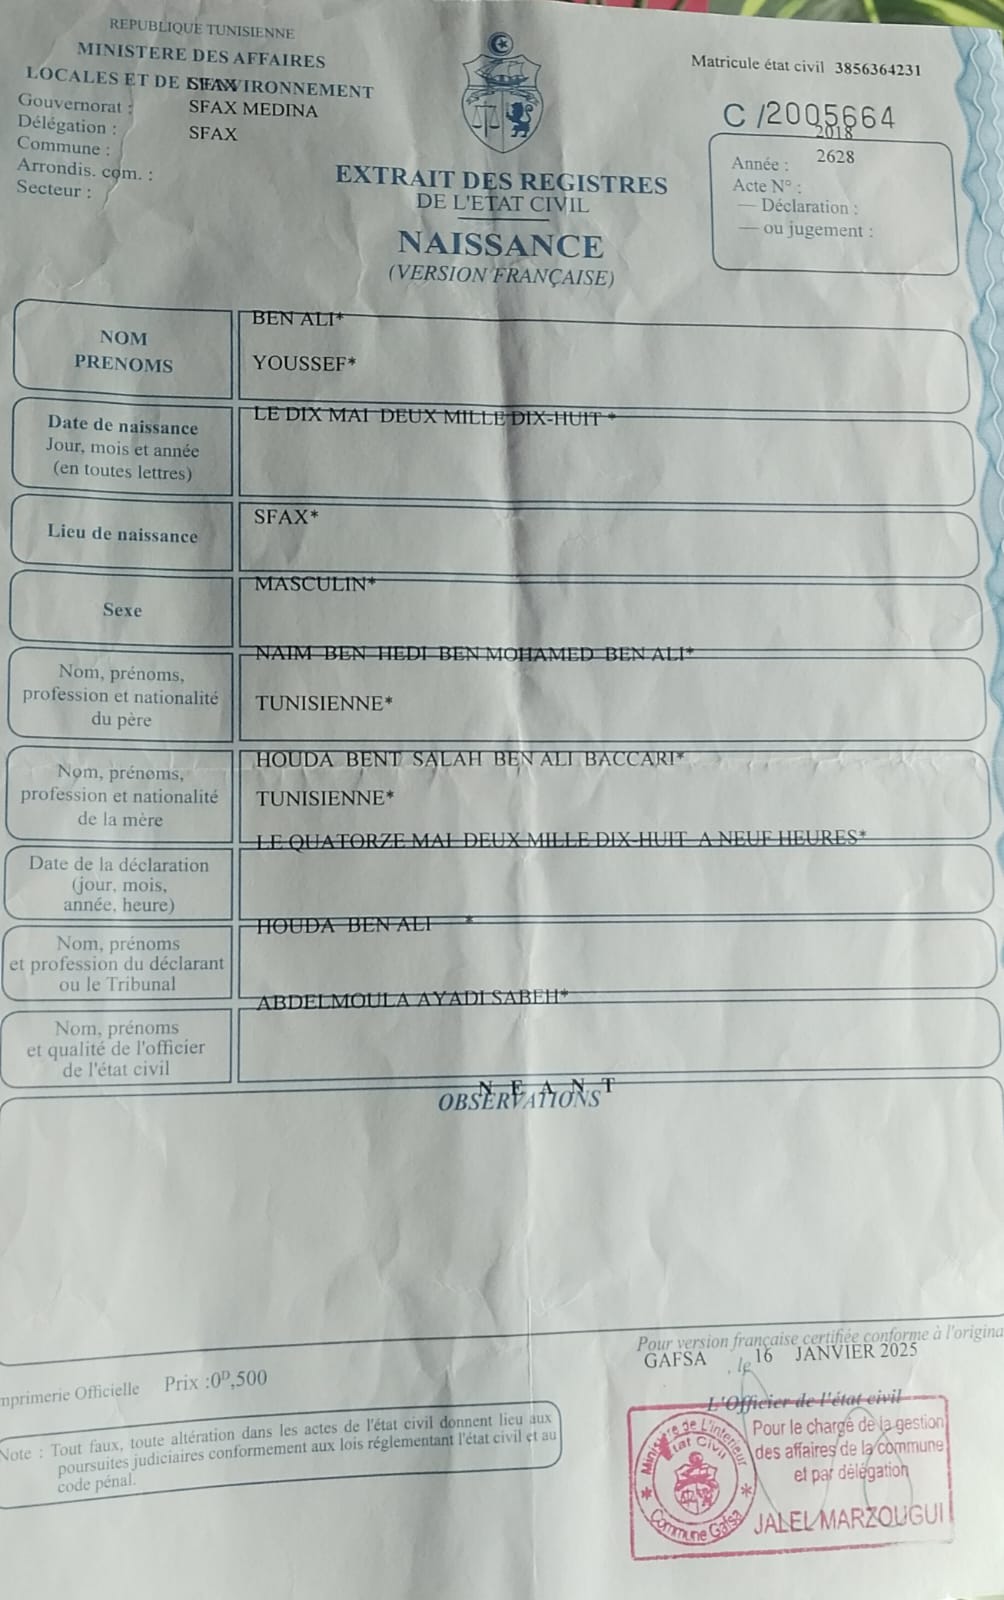 REPUBLIQUE TUNISIENNE
MINISTERE DES AFFAIRES
LOCALES ET DE L'ENVIRONNEMENT
Gouvernorat : SFAX
Délégation : SFAX MEDINA
Commune : SFAX
Arrondis. com. :
Secteur :
Matricule état civil 3856364231
C /2005664
Année : 2018
Acte N° : 2628
— Déclaration :
— ou jugement :
EXTRAIT DES REGISTRES
DE L'ETAT CIVIL
NAISSANCE
(VERSION FRANÇAISE)
NOM
PRENOMS
BEN ALI*
YOUSSEF*
Date de naissance
Jour, mois et année
(en toutes lettres)
LE DIX MAI DEUX MILLE DIX-HUIT *
Lieu de naissance
SFAX*
Sexe
MASCULIN*
Nom, prénoms,
profession et nationalité
du père
NAIM BEN HEDI BEN MOHAMED BEN ALI*
TUNISIENNE*
Nom, prénoms,
profession et nationalité
de la mère
HOUDA BENT SALAH BEN ALI BACCARI*
TUNISIENNE*
Date de la déclaration
(jour, mois,
année, heure)
LE QUATORZE MAI DEUX MILLE DIX-HUIT A NEUF HEURES*
Nom, prénoms
et profession du déclarant
ou le Tribunal
HOUDA BEN ALI *
Nom, prénoms
et qualité de l'officier
de l'état civil
ABDELMOULA AYADI SABEH*
N E A N T
OBSERVATIONS
Pour version française certifiée conforme à l'origina
GAFSA , le 16 JANVIER 2025
L'Officier de l'état civil
mprimerie Officielle Prix :0ᴰ,500
Note : Tout faux, toute altération dans les actes de l'état civil donnent lieu aux
poursuites judiciaires conformement aux lois réglementant l'état civil et au
code pénal.
Ministère de L'interieur
Etat Civil
Commune Gafsa
Pour le chargé de la gestion
des affaires de la commune
et par délégation
JALEL MARZOUGUI